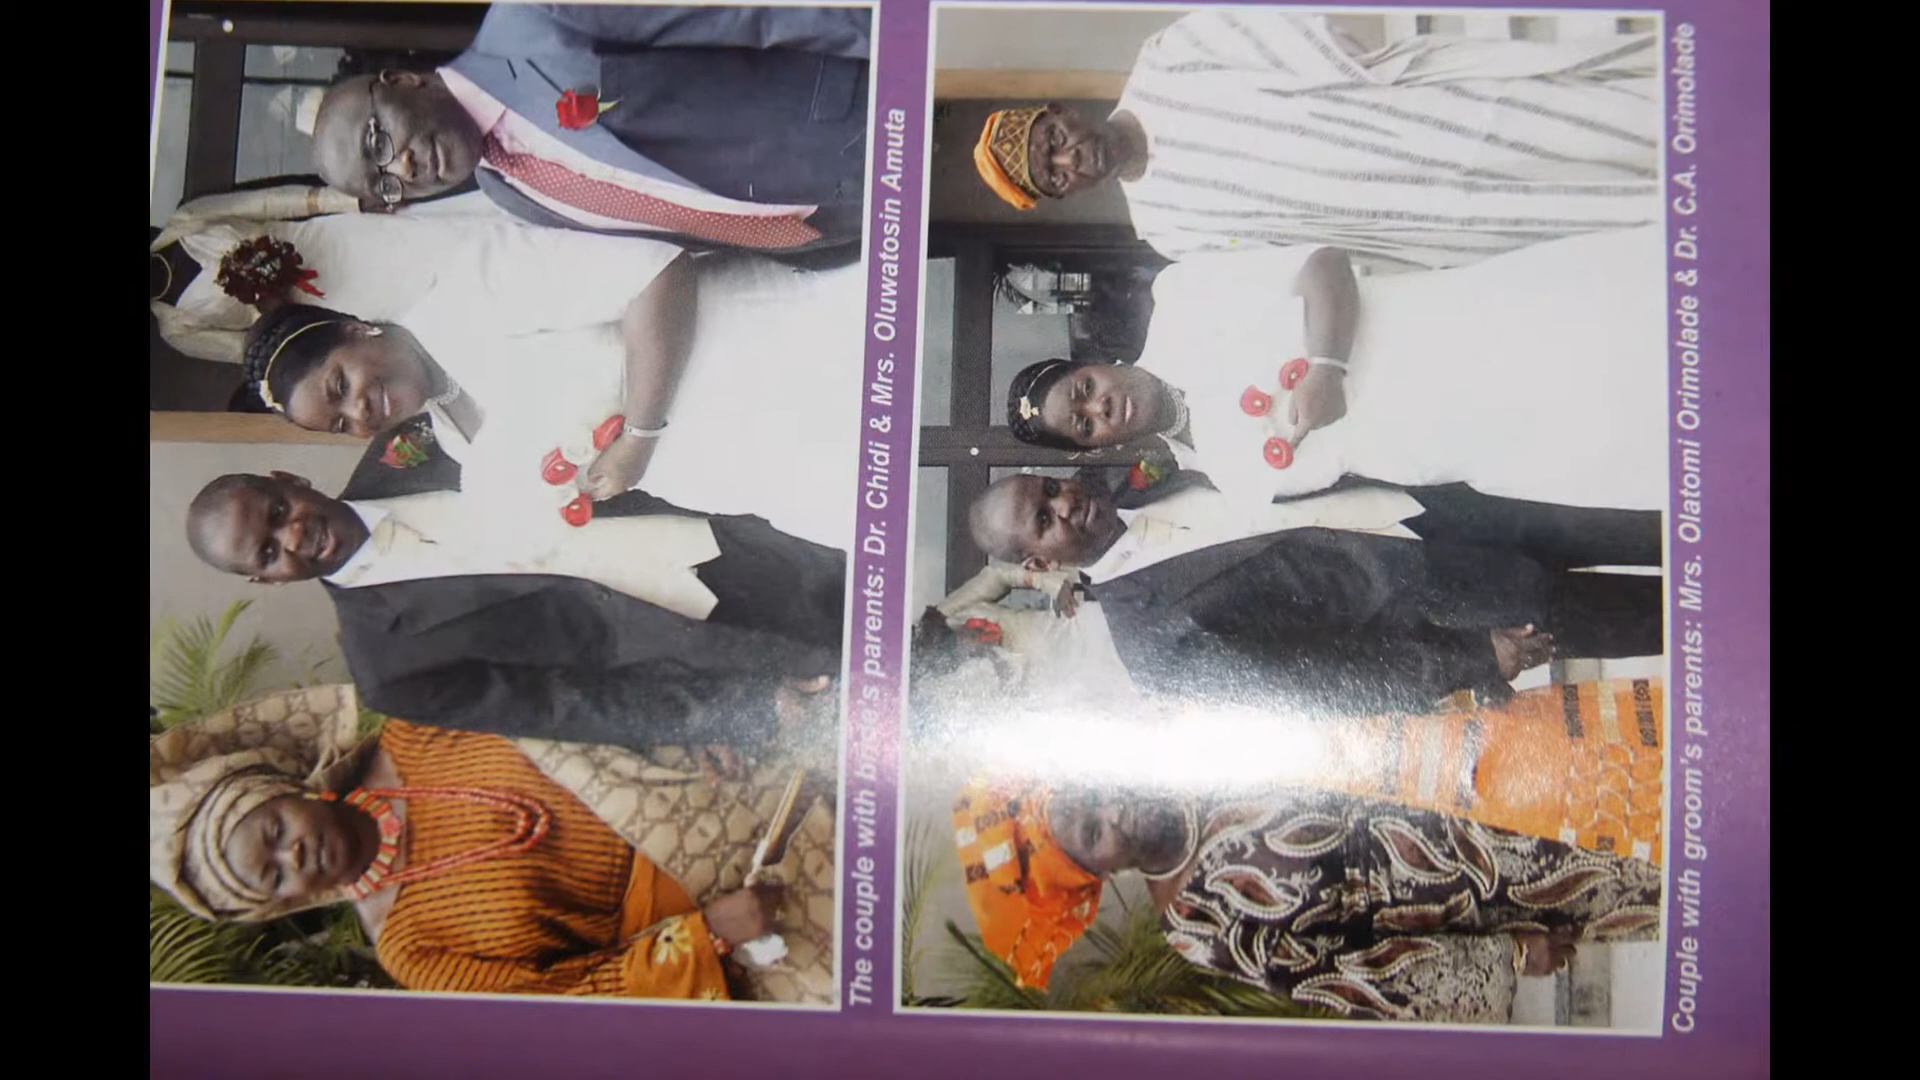 The couple with bride's parents: Dr. Chidi & Mrs. Oluwatosin Amuta
Couple with groom's parents: Mrs. Olatomi Orimolade & Dr. C.A. Orimolade